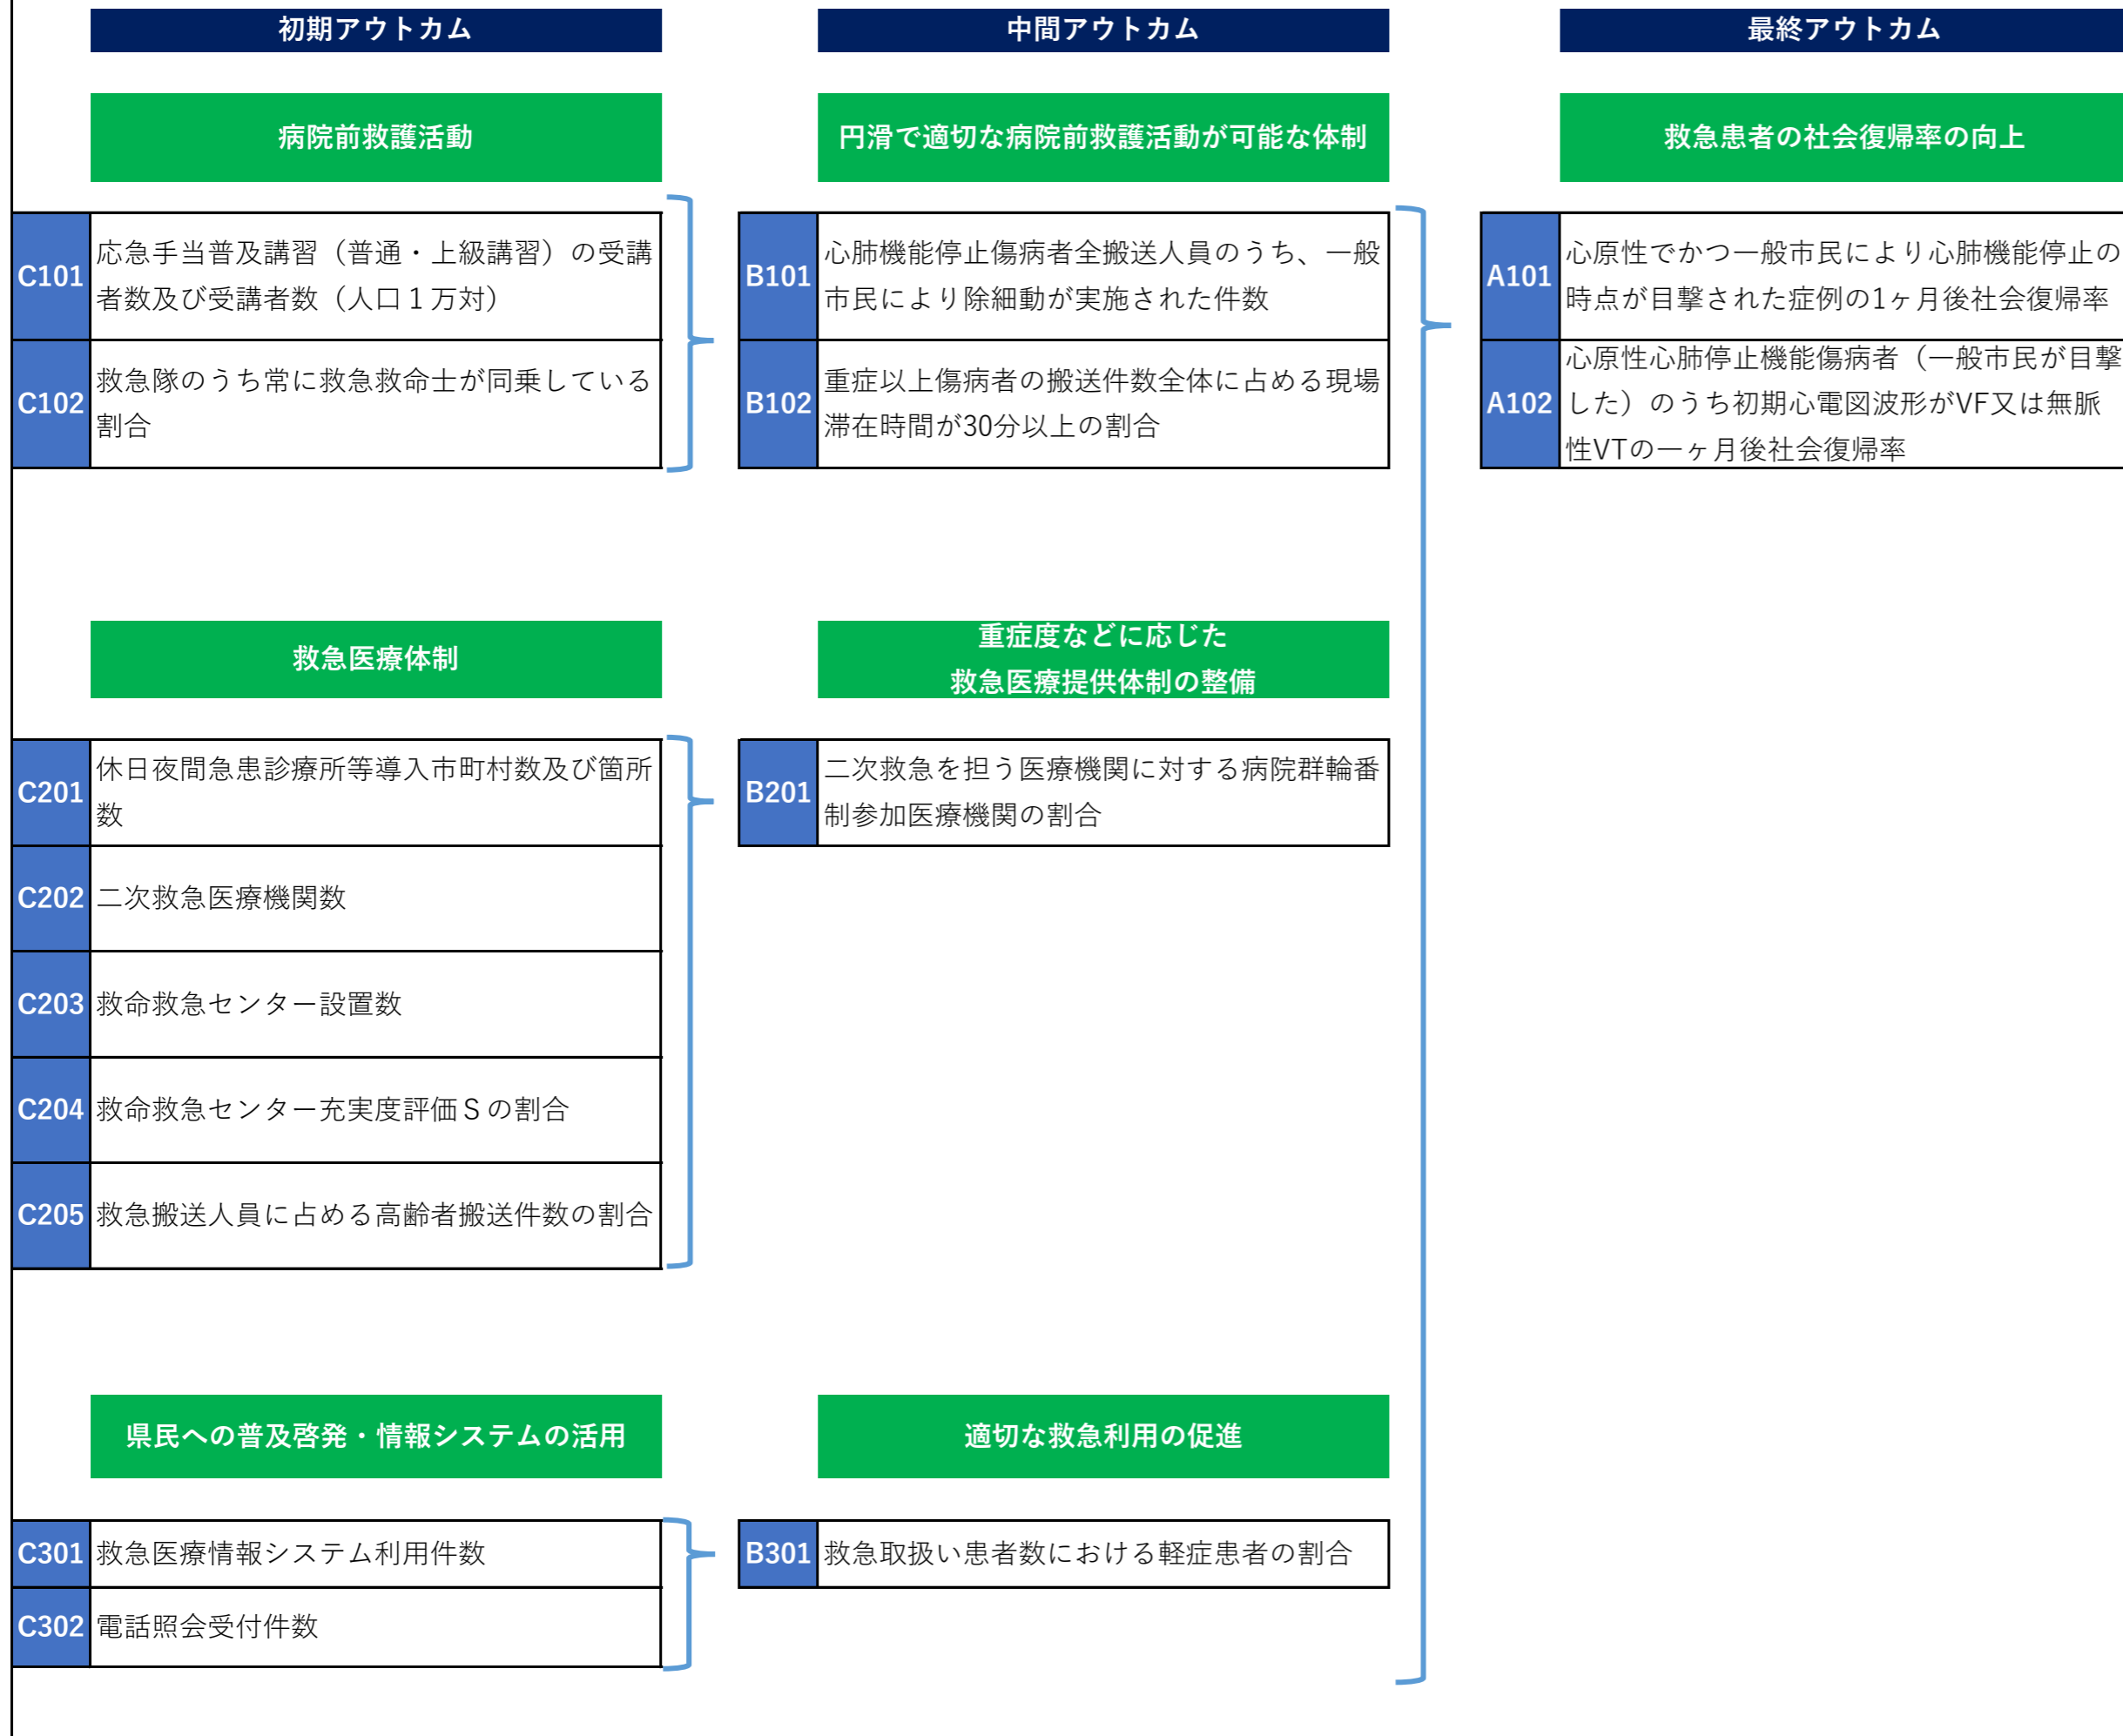 初期アウトカム
中間アウトカム
最終アウトカム
病院前救護活動
円滑で適切な病院前救護活動が可能な体制
救急患者の社会復帰率の向上
C101
応急手当普及講習（普通・上級講習）の受講
者数及び受講者数（人口１万対）
B101
心肺機能停止傷病者全搬送人員のうち、一般
市民により除細動が実施された件数
A101
心原性でかつ一般市民により心肺機能停止の
時点が目撃された症例の1ヶ月後社会復帰率
C102
救急隊のうち常に救急救命士が同乗している
割合
B102
重症以上傷病者の搬送件数全体に占める現場
滞在時間が30分以上の割合
A102
心原性心肺停止機能傷病者（一般市民が目撃
した）のうち初期心電図波形がVF又は無脈
性VTの一ヶ月後社会復帰率
救急医療体制
重症度などに応じた
救急医療提供体制の整備
C201
休日夜間急患診療所等導入市町村数及び箇所
数
B201
二次救急を担う医療機関に対する病院群輪番
制参加医療機関の割合
C202
二次救急医療機関数
C203
救命救急センター設置数
C204
救命救急センター充実度評価Ｓの割合
C205
救急搬送人員に占める高齢者搬送件数の割合
県民への普及啓発・情報システムの活用
適切な救急利用の促進
C301
救急医療情報システム利用件数
B301
救急取扱い患者数における軽症患者の割合
C302
電話照会受付件数